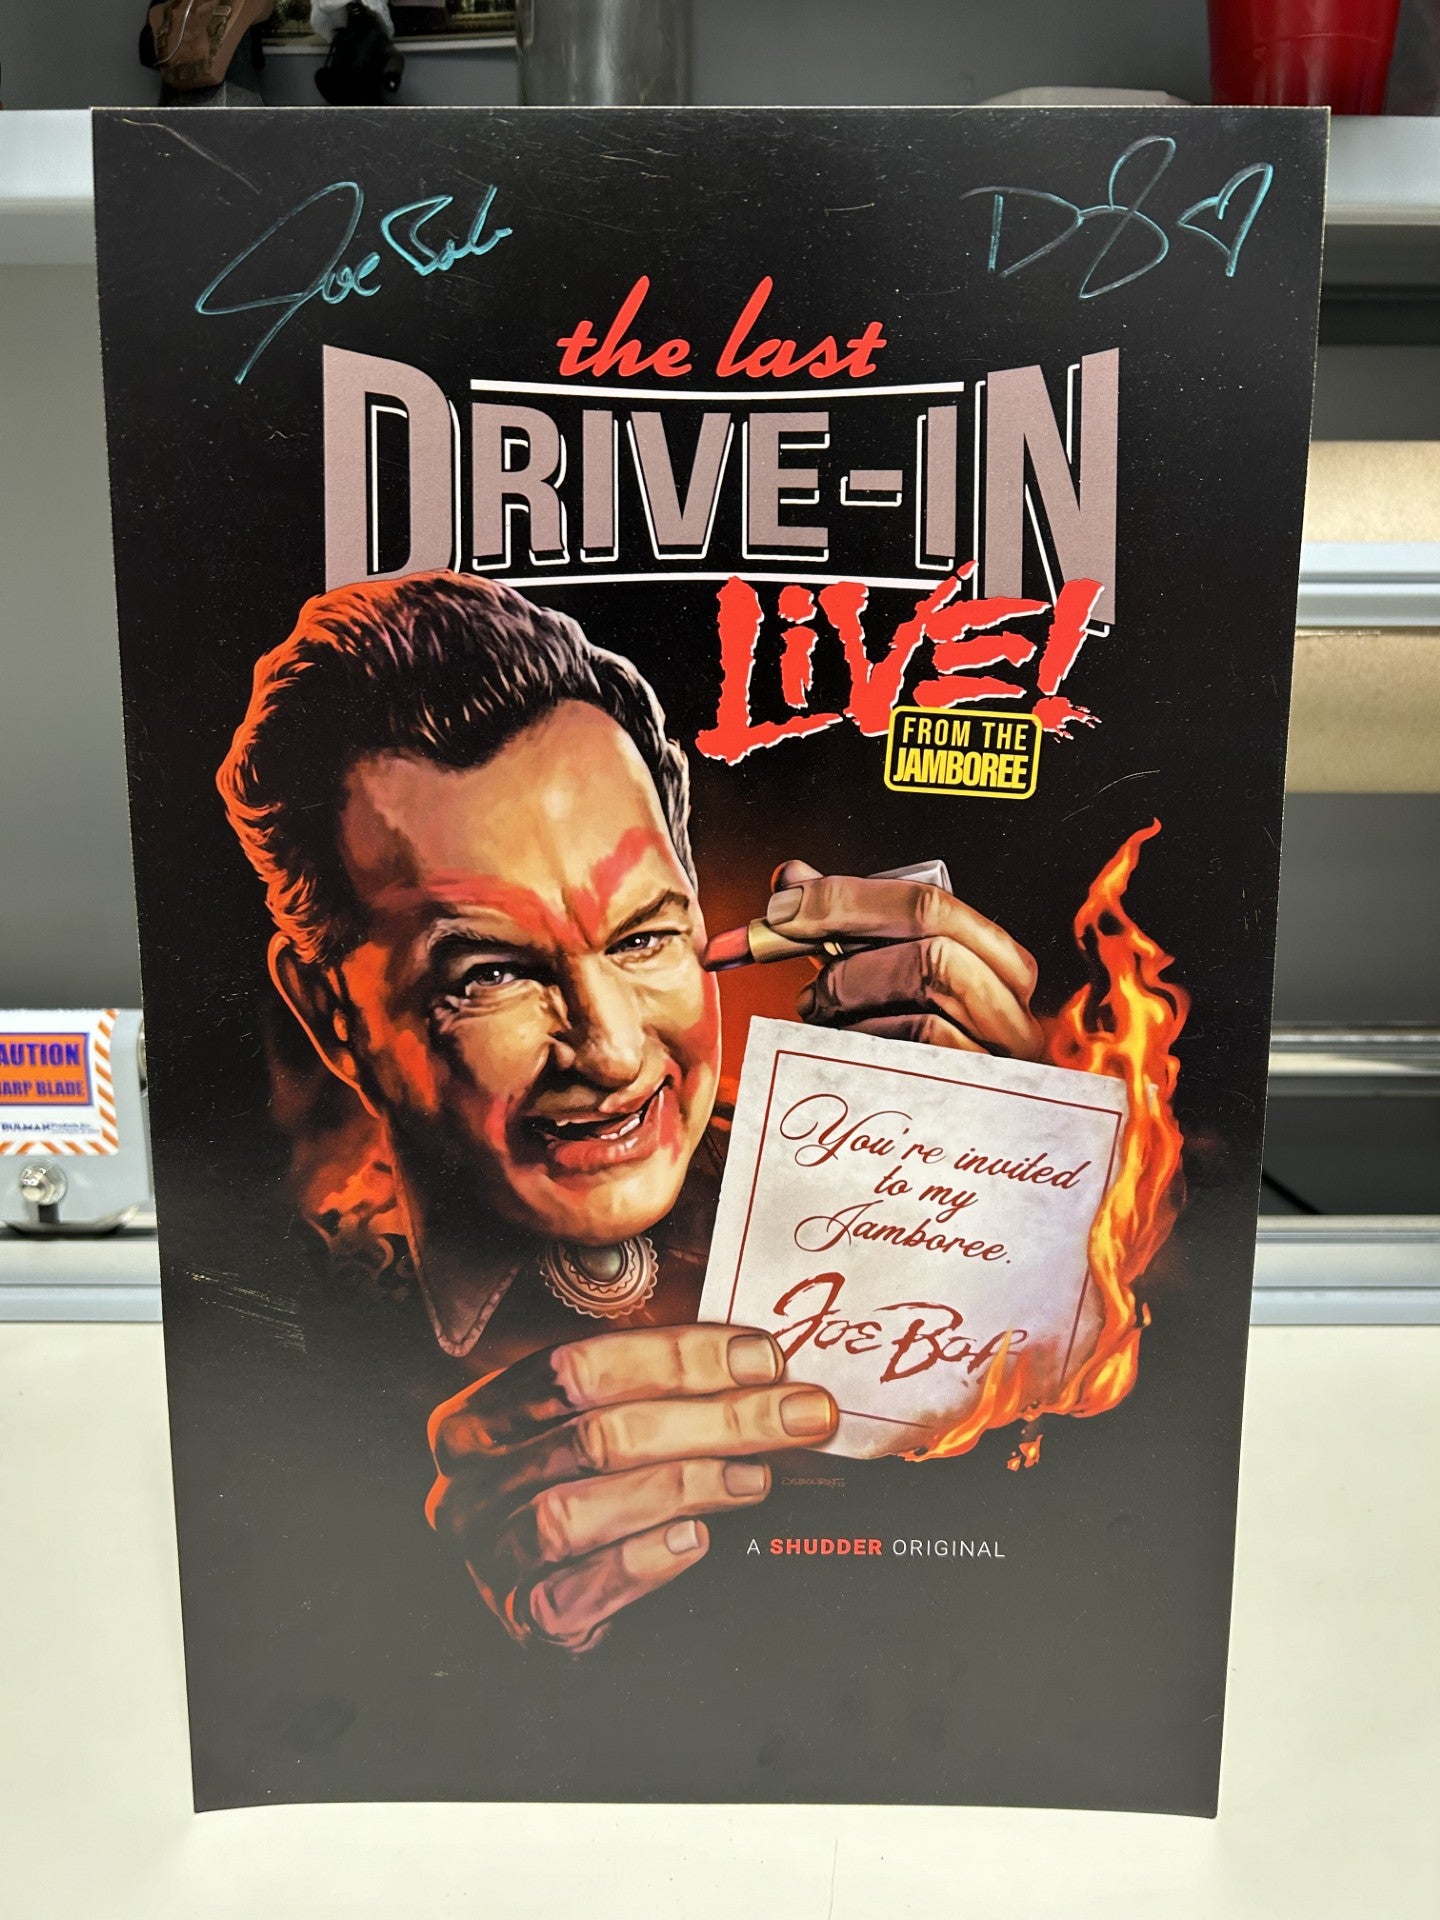 Joe Bob
DG
the last
DRIVE-IN
LiVE!
FROM THE
JAMBOREE
You're invited
to my
Jamboree.
JOE BOB
AUTION
ARP BLADE
A SHUDDER ORIGINAL